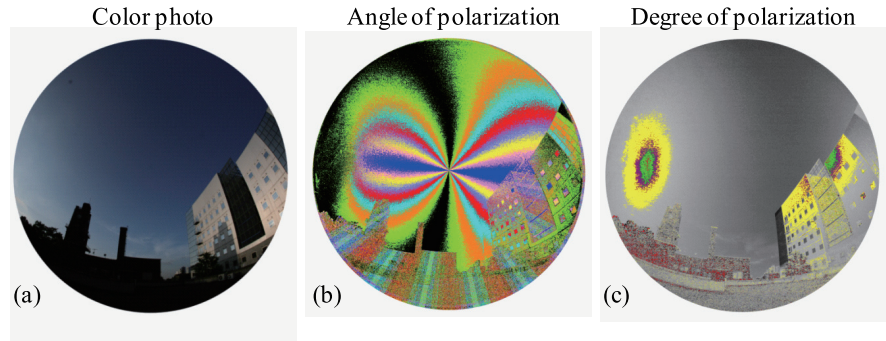 Color photo
Angle of polarization
Degree of polarization
(a)
(b)
(c)